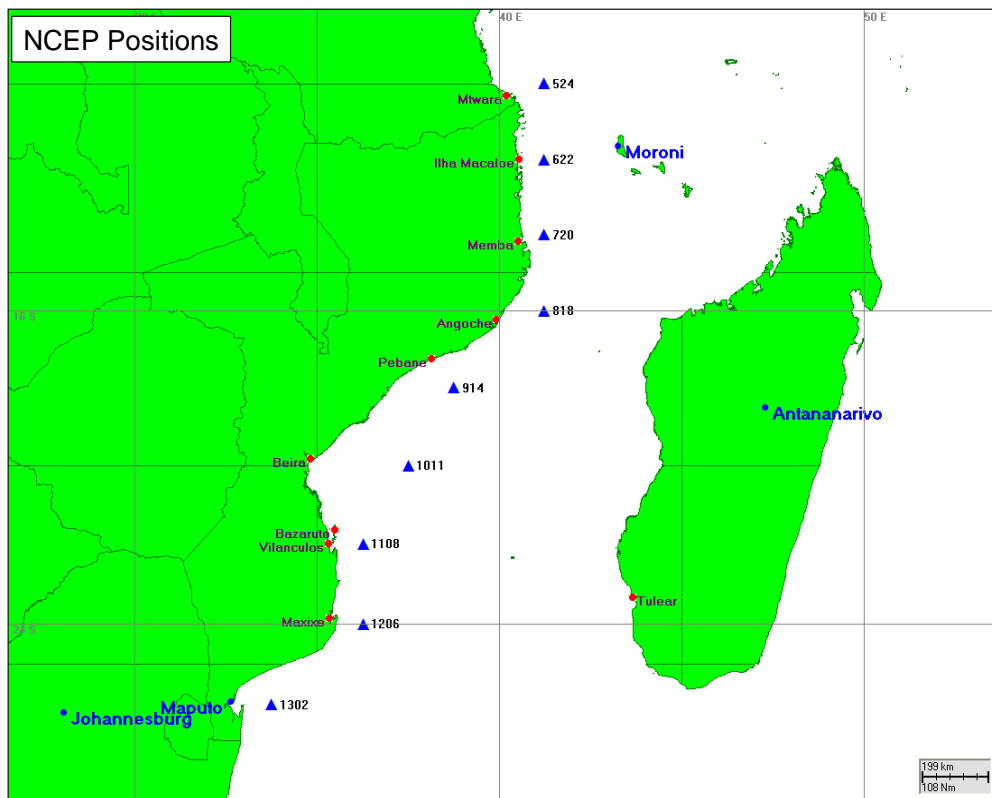 40 E
50 E
NCEP Positions
524
Mtwara
Moroni
Ilha Macaloe
622
Memba
720
16 S
Angoche
818
Pebane
914
Antananarivo
Beira
1011
Bazaruto
Vilanculos
1108
Tulear
Maxixe
24 S
1206
Maputo
1302
Johannesburg
199 km
108 Nm